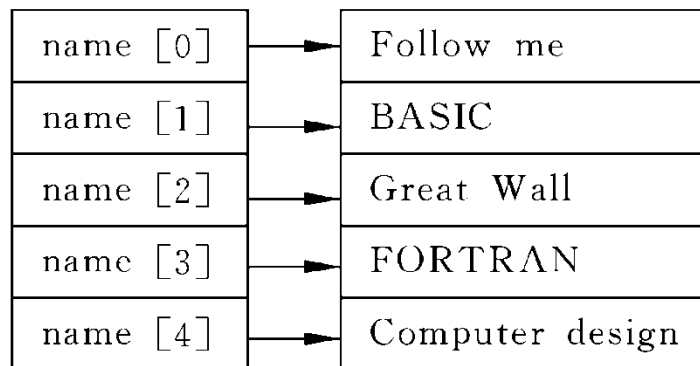 name [0] Follow me
name [1] BASIC
name [2] Great Wall
name [3] FORTRAN
name [4] Computer design